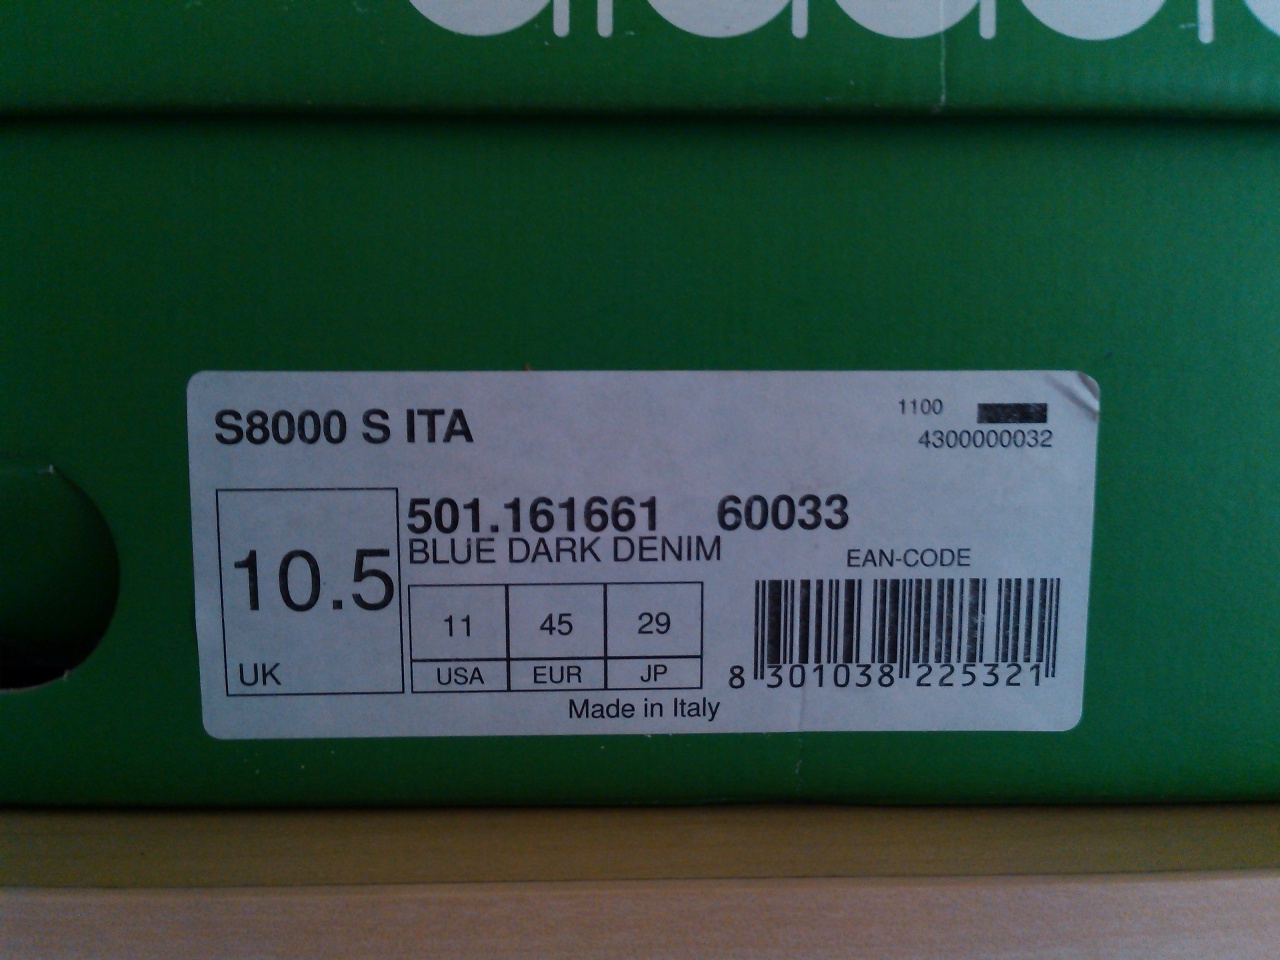 S8000 S ITA
1100
4300000032
501.161661 60033
BLUE DARK DENIM
10.5
UK
11 45 29
USA EUR JP
EAN-CODE
8 301038 225321
Made in Italy